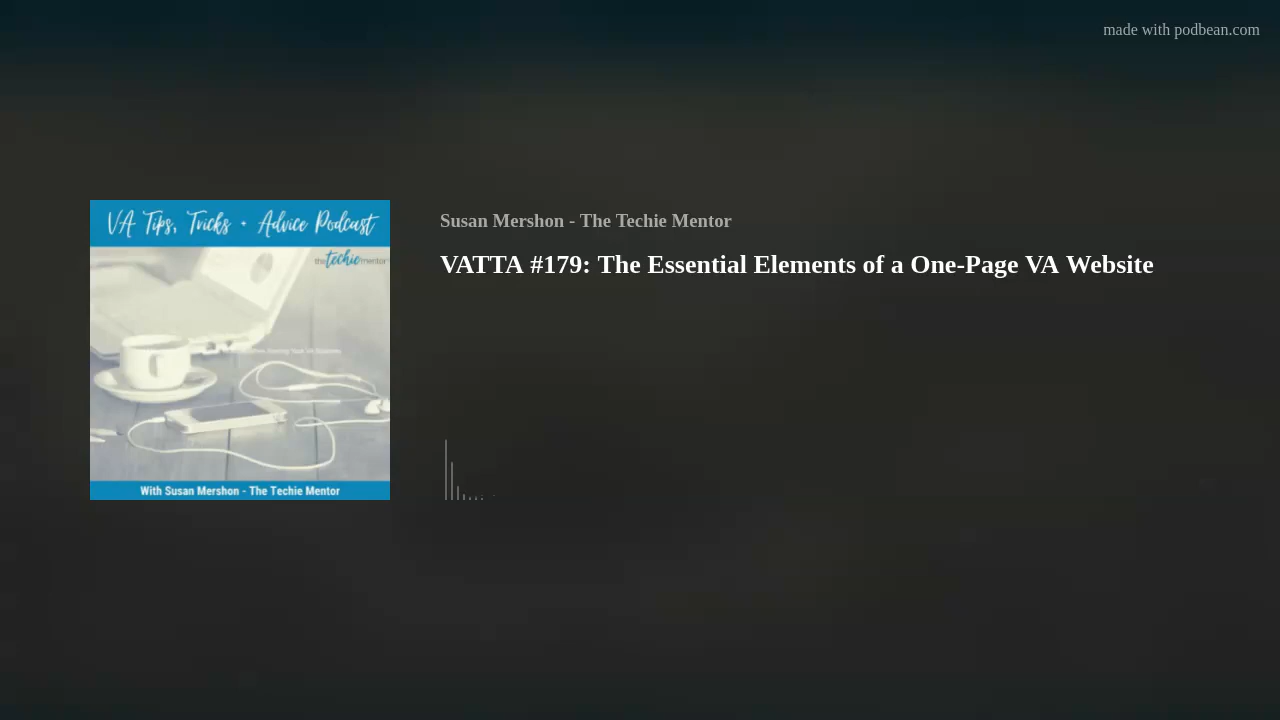 made with podbean.com
VA Tips, Tricks + Advice Podcast
the techie mentor
With Susan Mershon - The Techie Mentor
Susan Mershon - The Techie Mentor
VATTA #179: The Essential Elements of a One-Page VA Website